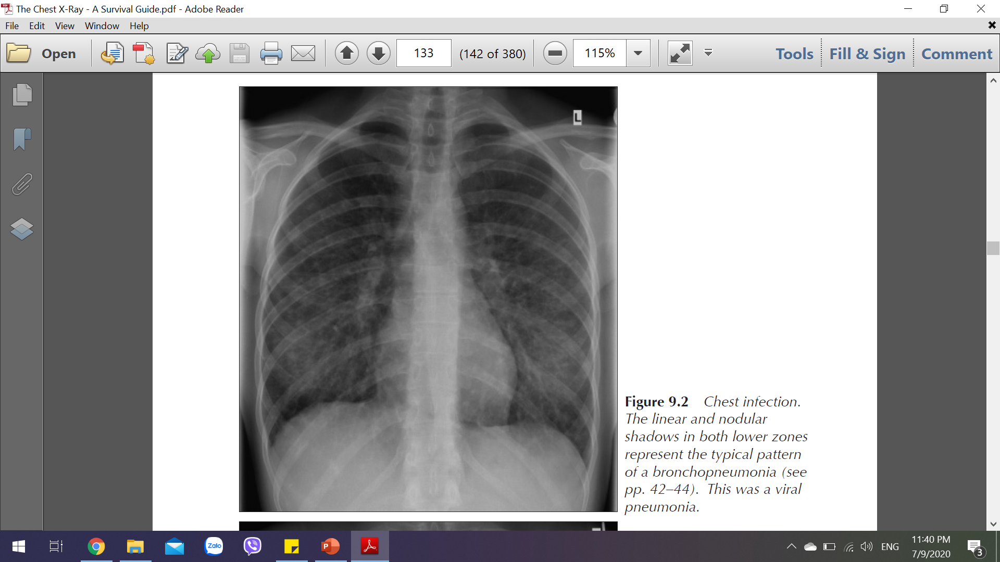 The Chest X-Ray - A Survival Guide.pdf - Adobe Reader
File Edit View Window Help
Open 133 (142 of 380) 115% Tools Fill & Sign Comment
L
Figure 9.2 Chest infection.
The linear and nodular
shadows in both lower zones
represent the typical pattern
of a bronchopneumonia (see
pp. 42–44). This was a viral
pneumonia.
Zalo
P
ENG
11:40 PM
7/9/2020
3